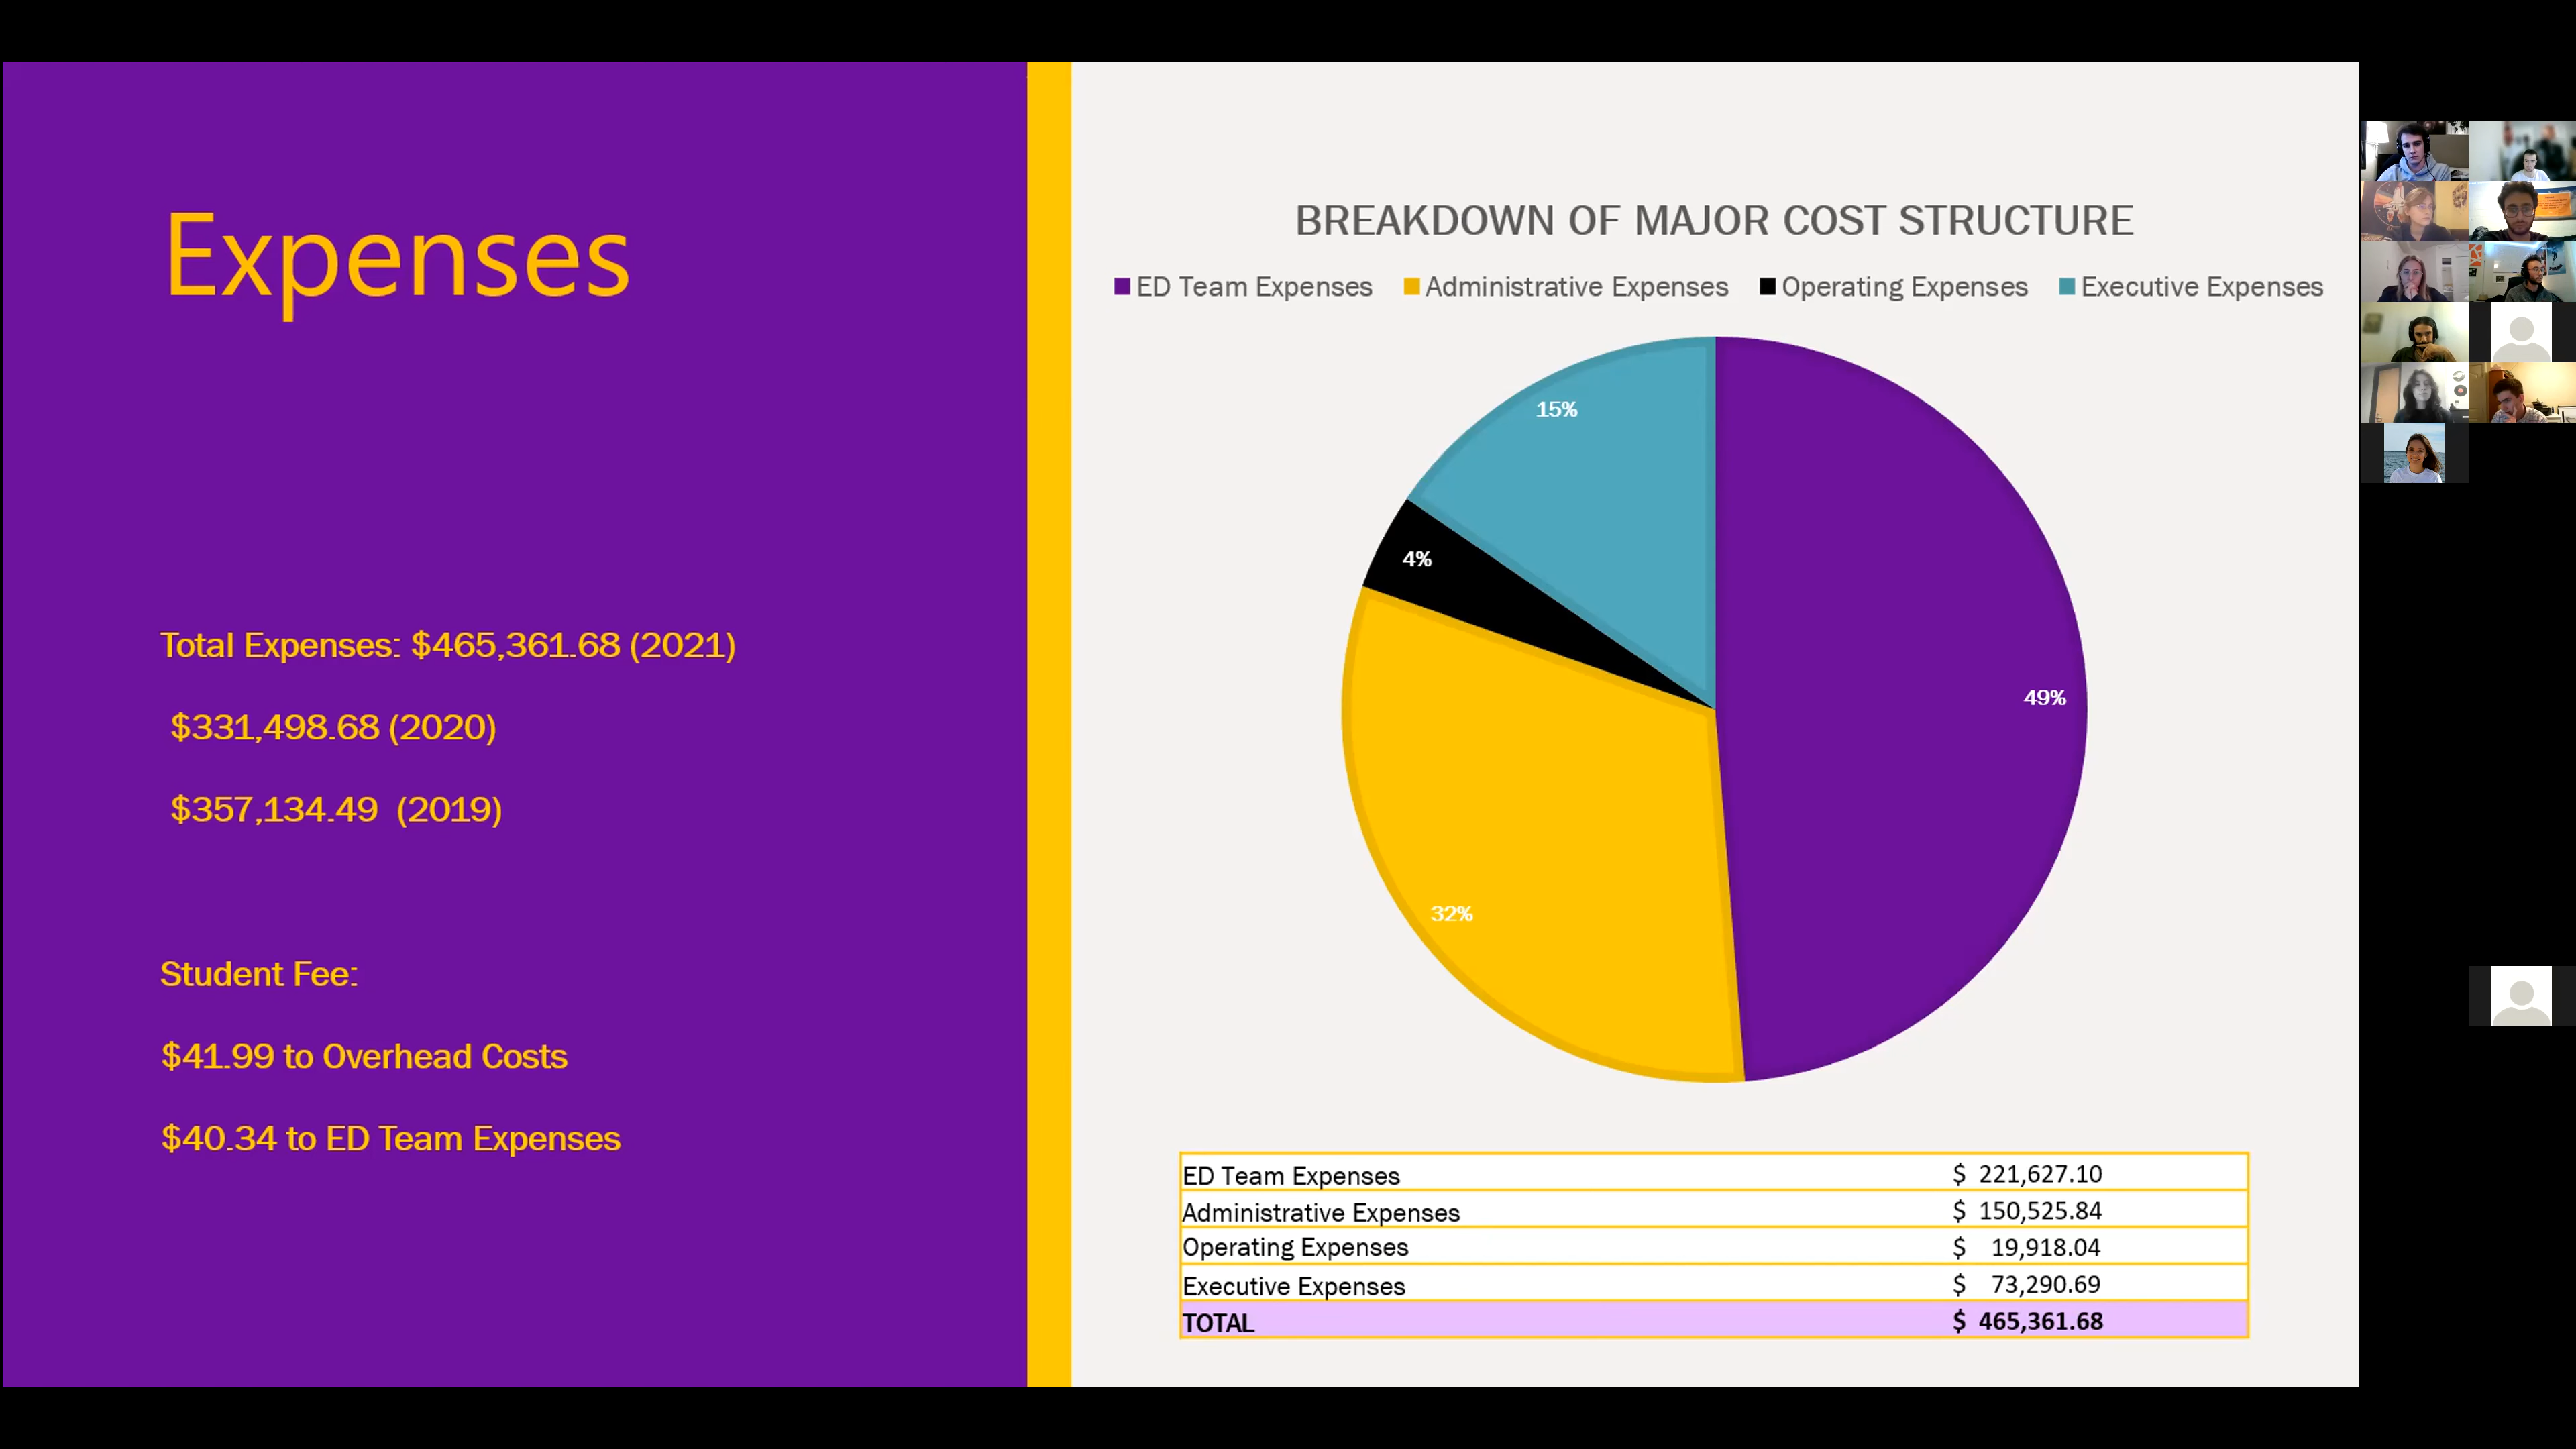 Expenses
Total Expenses: $465,361.68 (2021)
$331,498.68 (2020)
$357,134.49 (2019)
Student Fee:
$41.99 to Overhead Costs
$40.34 to ED Team Expenses
BREAKDOWN OF MAJOR COST STRUCTURE
ED Team Expenses Administrative Expenses Operating Expenses Executive Expenses
15%
4%
49%
32%
ED Team Expenses $ 221,627.10
Administrative Expenses $ 150,525.84
Operating Expenses $ 19,918.04
Executive Expenses $ 73,290.69
TOTAL $ 465,361.68